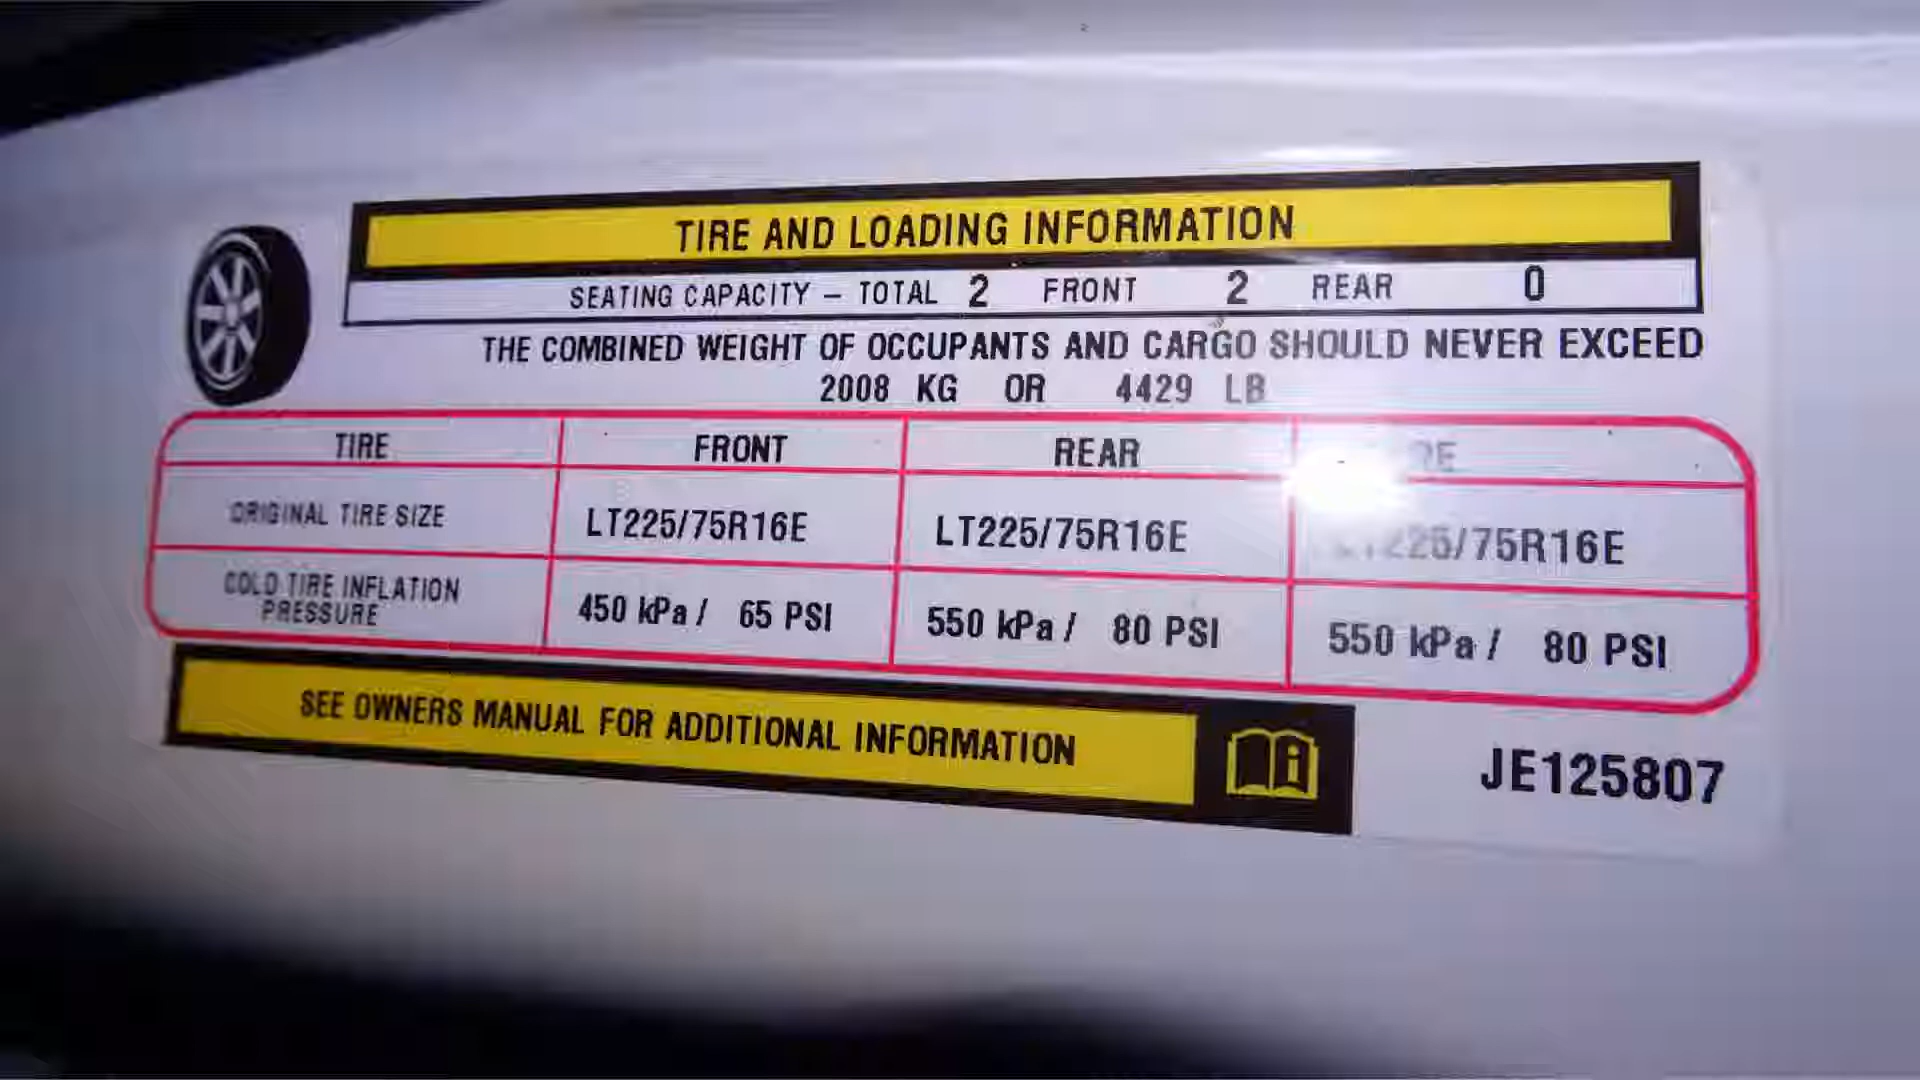 TIRE AND LOADING INFORMATION
SEATING CAPACITY – TOTAL 2 FRONT 2 REAR 0
THE COMBINED WEIGHT OF OCCUPANTS AND CARGO SHOULD NEVER EXCEED
2008 KG OR 4429 LB
TIRE FRONT REAR
ORIGINAL TIRE SIZE LT225/75R16E LT225/75R16E LT225/75R16E
COLD TIRE INFLATION
PRESSURE 450 kPa / 65 PSI 550 kPa / 80 PSI 550 kPa / 80 PSI
SEE OWNERS MANUAL FOR ADDITIONAL INFORMATION
JE125807